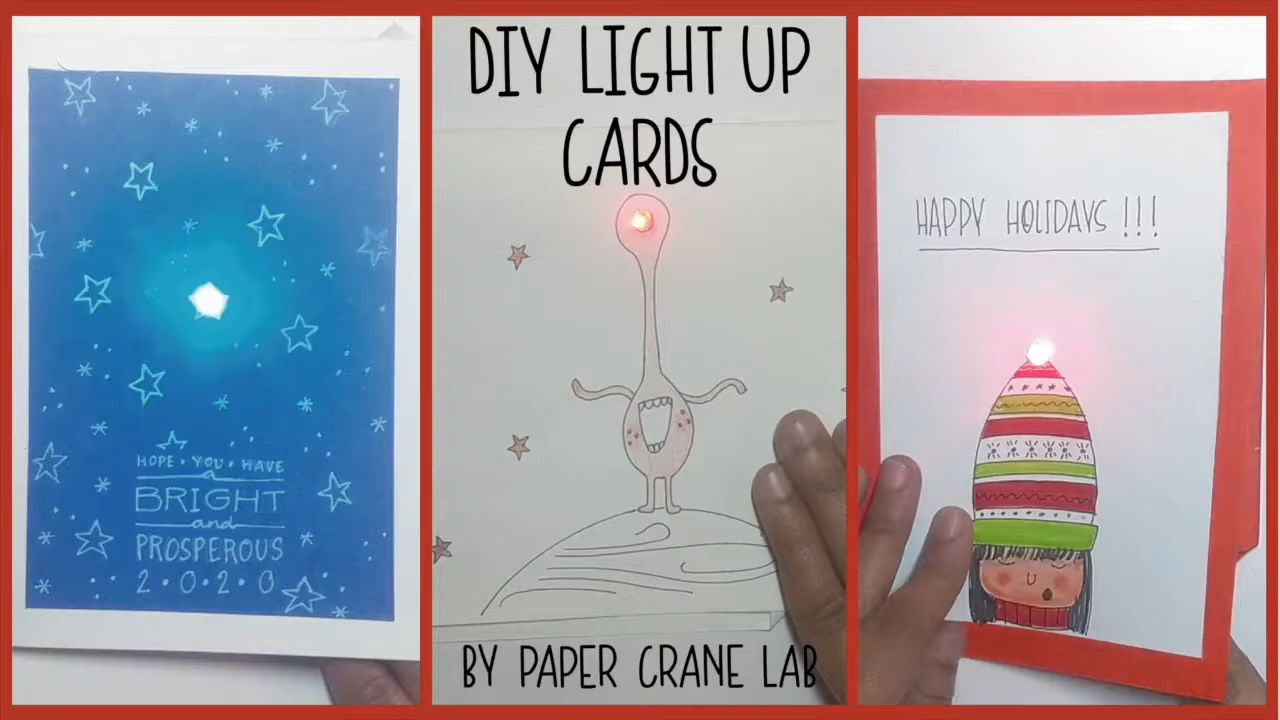 HOPE • YOU • HAVE
A
BRIGHT
and
PROSPEROUS
2•0•2•0
DIY LIGHT UP
CARDS
BY PAPER CRANE LAB
HAPPY HOLIDAYS !!!